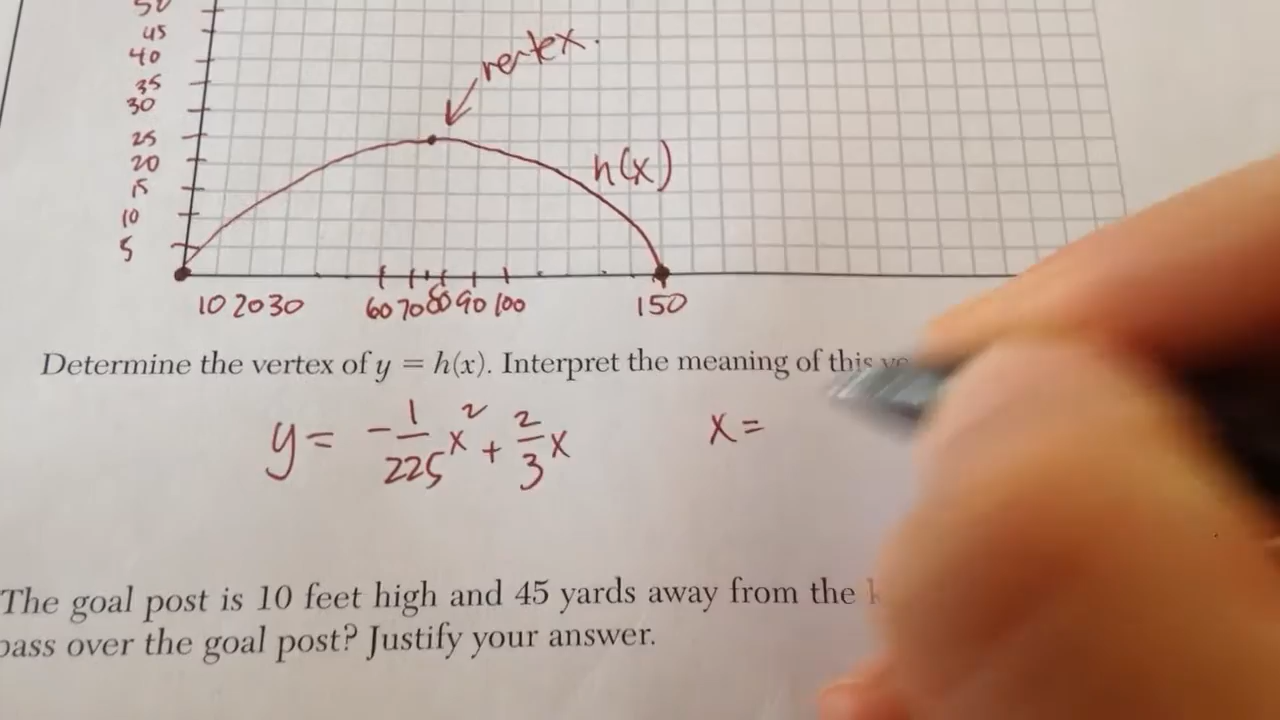 50
45
40
35
30
25
20
15
10
5
vertex.
h(x)
10 20 30 60 70 80 90 100 150
Determine the vertex of y = h(x). Interpret the meaning of this
y = -1/225 x² + 2/3 x
x =
The goal post is 10 feet high and 45 yards away from the
pass over the goal post? Justify your answer.